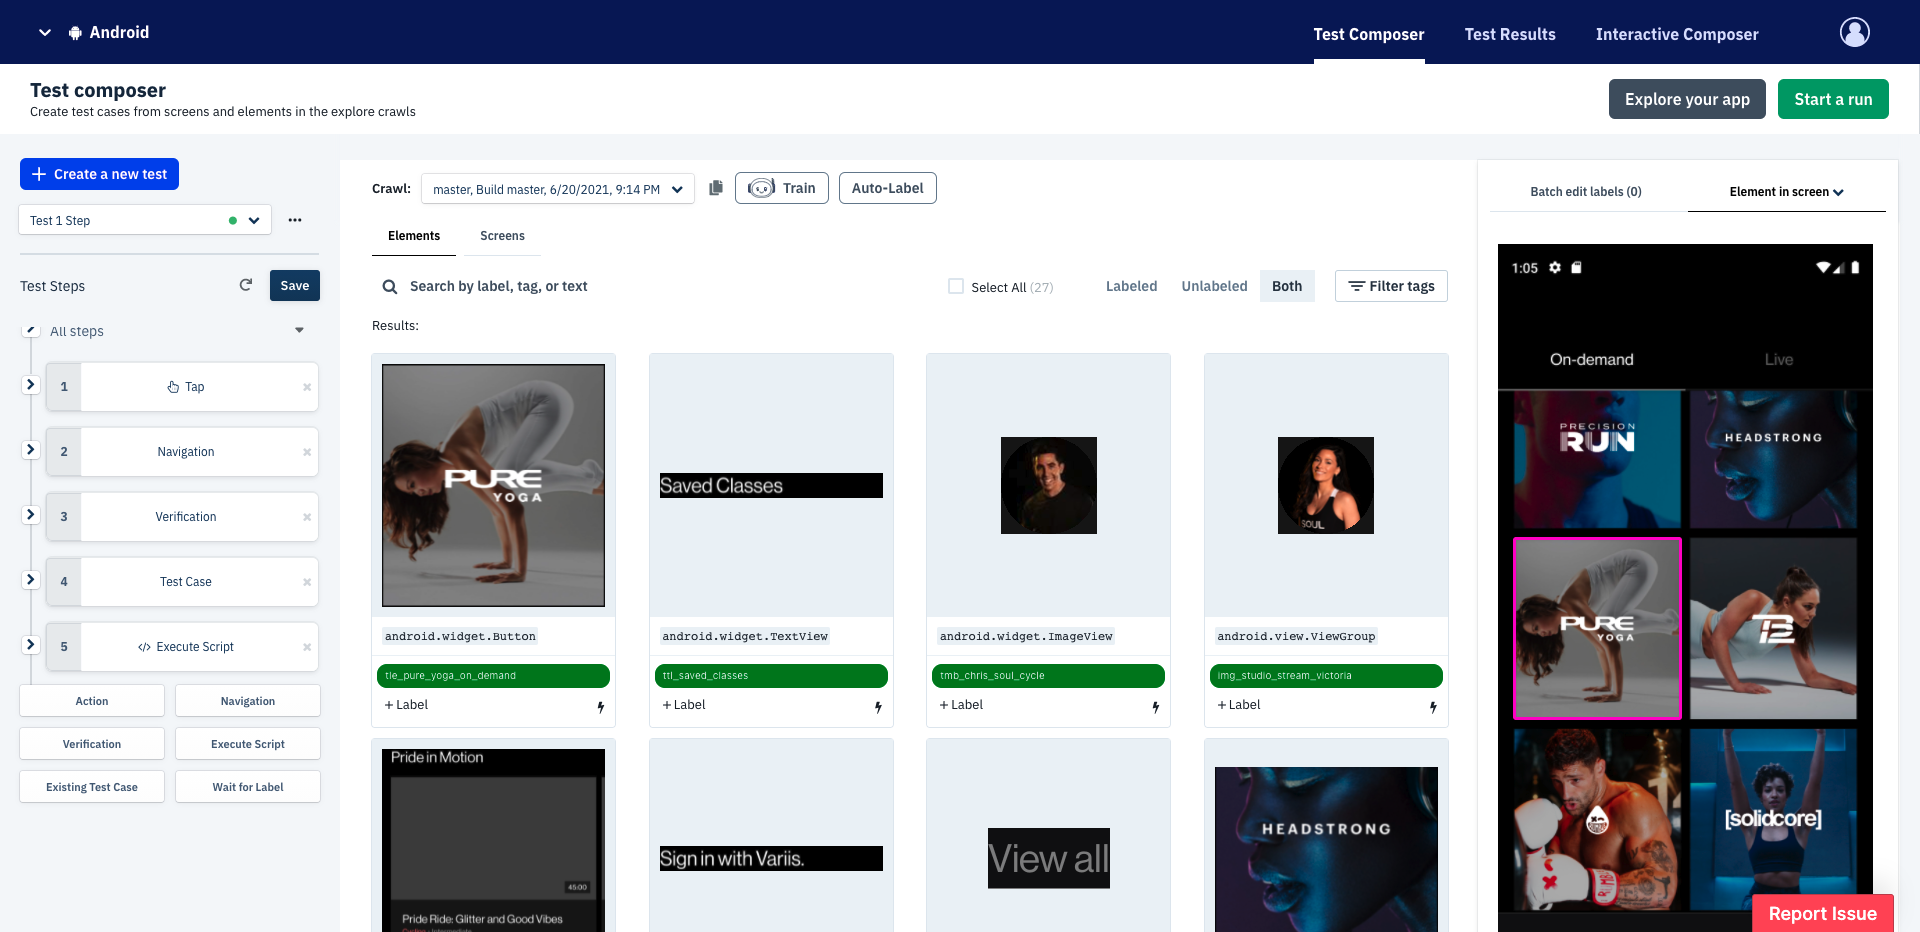 Android
Test Composer
Test Results
Interactive Composer
Test composer
Create test cases from screens and elements in the explore crawls
Explore your app
Start a run
Create a new test
Test 1 Step
Test Steps
Save
All steps
1
Tap
2
Navigation
3
Verification
4
Test Case
5
Execute Script
Action
Navigation
Verification
Execute Script
Existing Test Case
Wait for Label
Crawl:
master, Build master, 6/20/2021, 9:14 PM
Train
Auto-Label
Elements
Screens
Search by label, tag, or text
Select All (27)
Labeled
Unlabeled
Both
Filter tags
Results:
PURE
YOGA
android.widget.Button
tle_pure_yoga_on_demand
+ Label
Saved Classes
android.widget.TextView
ttl_saved_classes
+ Label
android.widget.ImageView
tmb_chris_soul_cycle
+ Label
SOUL
android.view.ViewGroup
img_studio_stream_victoria
+ Label
Pride in Motion
45:00
Pride Ride: Glitter and Good Vibes
Sign in with Variis.
View all
HEADSTRONG
Batch edit labels (0)
Element in screen
1:05
On-demand
Live
PRECISION
RUN
HEADSTRONG
PURE
YOGA
[solidcore]
Report Issue